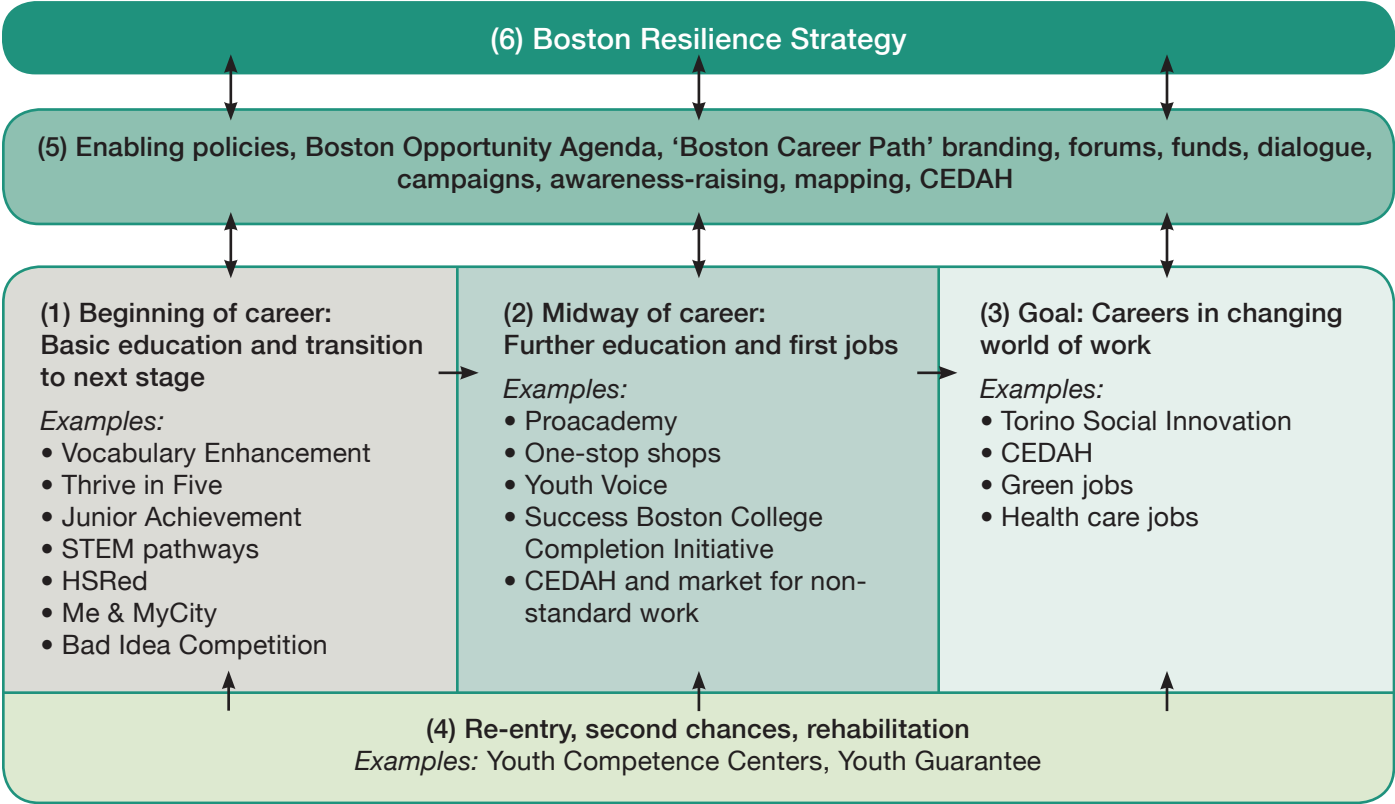 (6) Boston Resilience Strategy
(5) Enabling policies, Boston Opportunity Agenda, ‘Boston Career Path’ branding, forums, funds, dialogue,
campaigns, awareness-raising, mapping, CEDAH
(1) Beginning of career:
Basic education and transition
to next stage
Examples:
• Vocabulary Enhancement
• Thrive in Five
• Junior Achievement
• STEM pathways
• HSRed
• Me & MyCity
• Bad Idea Competition
(2) Midway of career:
Further education and first jobs
Examples:
• Proacademy
• One-stop shops
• Youth Voice
• Success Boston College
Completion Initiative
• CEDAH and market for non-
standard work
(3) Goal: Careers in changing
world of work
Examples:
• Torino Social Innovation
• CEDAH
• Green jobs
• Health care jobs
(4) Re-entry, second chances, rehabilitation
Examples: Youth Competence Centers, Youth Guarantee